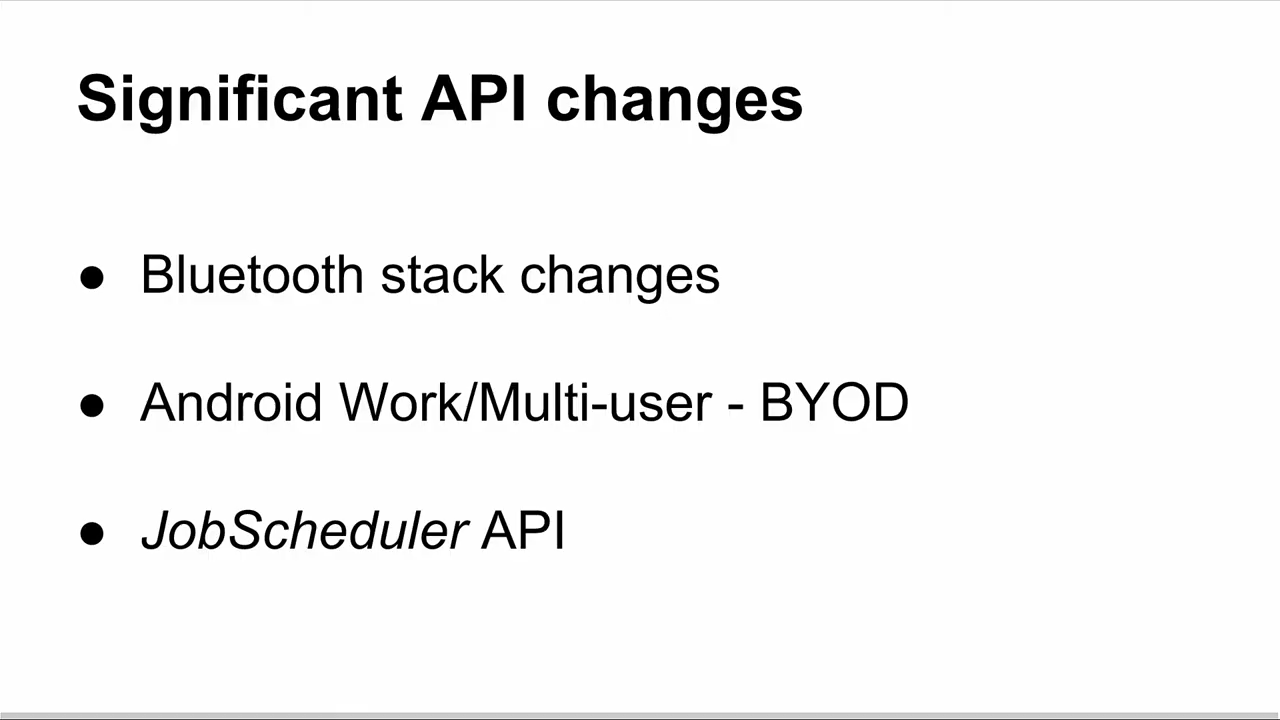 Significant API changes
● Bluetooth stack changes
● Android Work/Multi-user - BYOD
● JobScheduler API